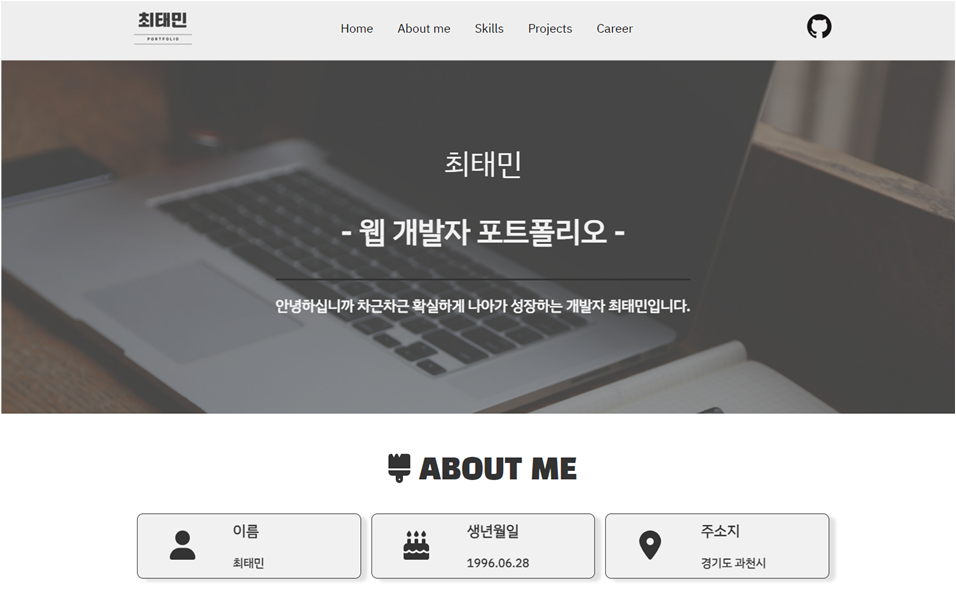 최태민
PORTFOLIO
Home About me Skills Projects Career
최태민
- 웹 개발자 포트폴리오 -
안녕하십니까 차근차근 확실하게 나아가 성장하는 개발자 최태민입니다.
ABOUT ME
이름
최태민
생년월일
1996.06.28
주소지
경기도 과천시